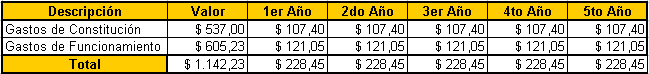 Descripción Valor 1er Año 2do Año 3er Año 4to Año 5to Año
Gastos de Constitución $ 537,00 $ 107,40 $ 107,40 $ 107,40 $ 107,40 $ 107,40
Gastos de Funcionamiento $ 605,23 $ 121,05 $ 121,05 $ 121,05 $ 121,05 $ 121,05
Total $ 1.142,23 $ 228,45 $ 228,45 $ 228,45 $ 228,45 $ 228,45